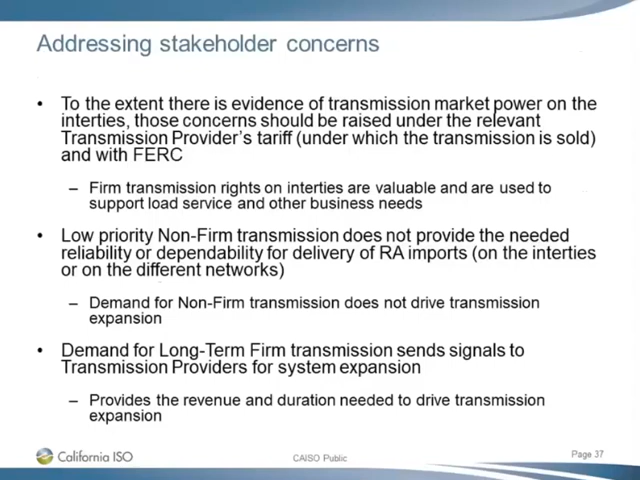 Addressing stakeholder concerns
• To the extent there is evidence of transmission market power on the
interties, those concerns should be raised under the relevant
Transmission Provider's tariff (under which the transmission is sold)
and with FERC
– Firm transmission rights on interties are valuable and are used to
support load service and other business needs
• Low priority Non-Firm transmission does not provide the needed
reliability or dependability for delivery of RA imports (on the interties
or on the different networks)
– Demand for Non-Firm transmission does not drive transmission
expansion
• Demand for Long-Term Firm transmission sends signals to
Transmission Providers for system expansion
– Provides the revenue and duration needed to drive transmission
expansion
California ISO
CAISO Public
Page 37